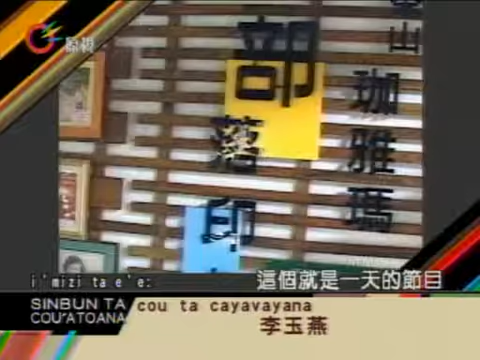 原視
山
珈雅瑪
部落印
i'mizi ta e'e:
這個就是一天的節目
SINBUN TA
COU'ATOANA
cou ta cayavayana
李玉燕